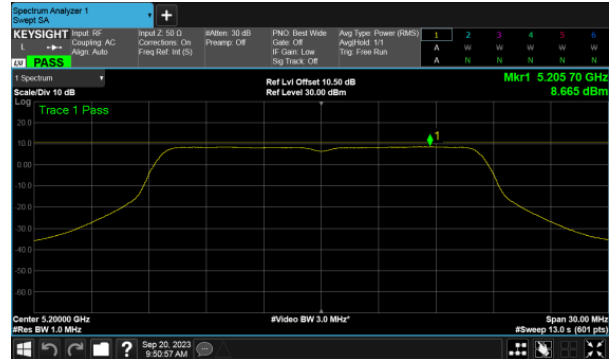 Spectrum Analyzer 1
Swept SA
+
KEYSIGHT Input: RF Input Z: 50 Ω #Atten: 30 dB PNO: Best Wide Avg Type: Power (RMS) 1 2 3 4 5 6
L Coupling: AC Corrections: On Preamp: Off Gate: Off Avg|Hold: 1/1 A W W W W W
Align: Auto Freq Ref: Int (S) IF Gain: Low Trig: Free Run
LXI PASS Sig Track: Off A N N N N N
1 Spectrum Ref Lvl Offset 10.50 dB Mkr1 5.205 70 GHz
Scale/Div 10 dB Ref Level 30.00 dBm 8.665 dBm
Log
Trace 1 Pass
20.0
10.0
1
0.00
-10.0
-20.0
-30.0
-40.0
-50.0
-60.0
Center 5.20000 GHz #Video BW 3.0 MHz* Span 30.00 MHz
#Res BW 1.0 MHz #Sweep 13.0 s (601 pts)
? Sep 20, 2023
9:50:57 AM